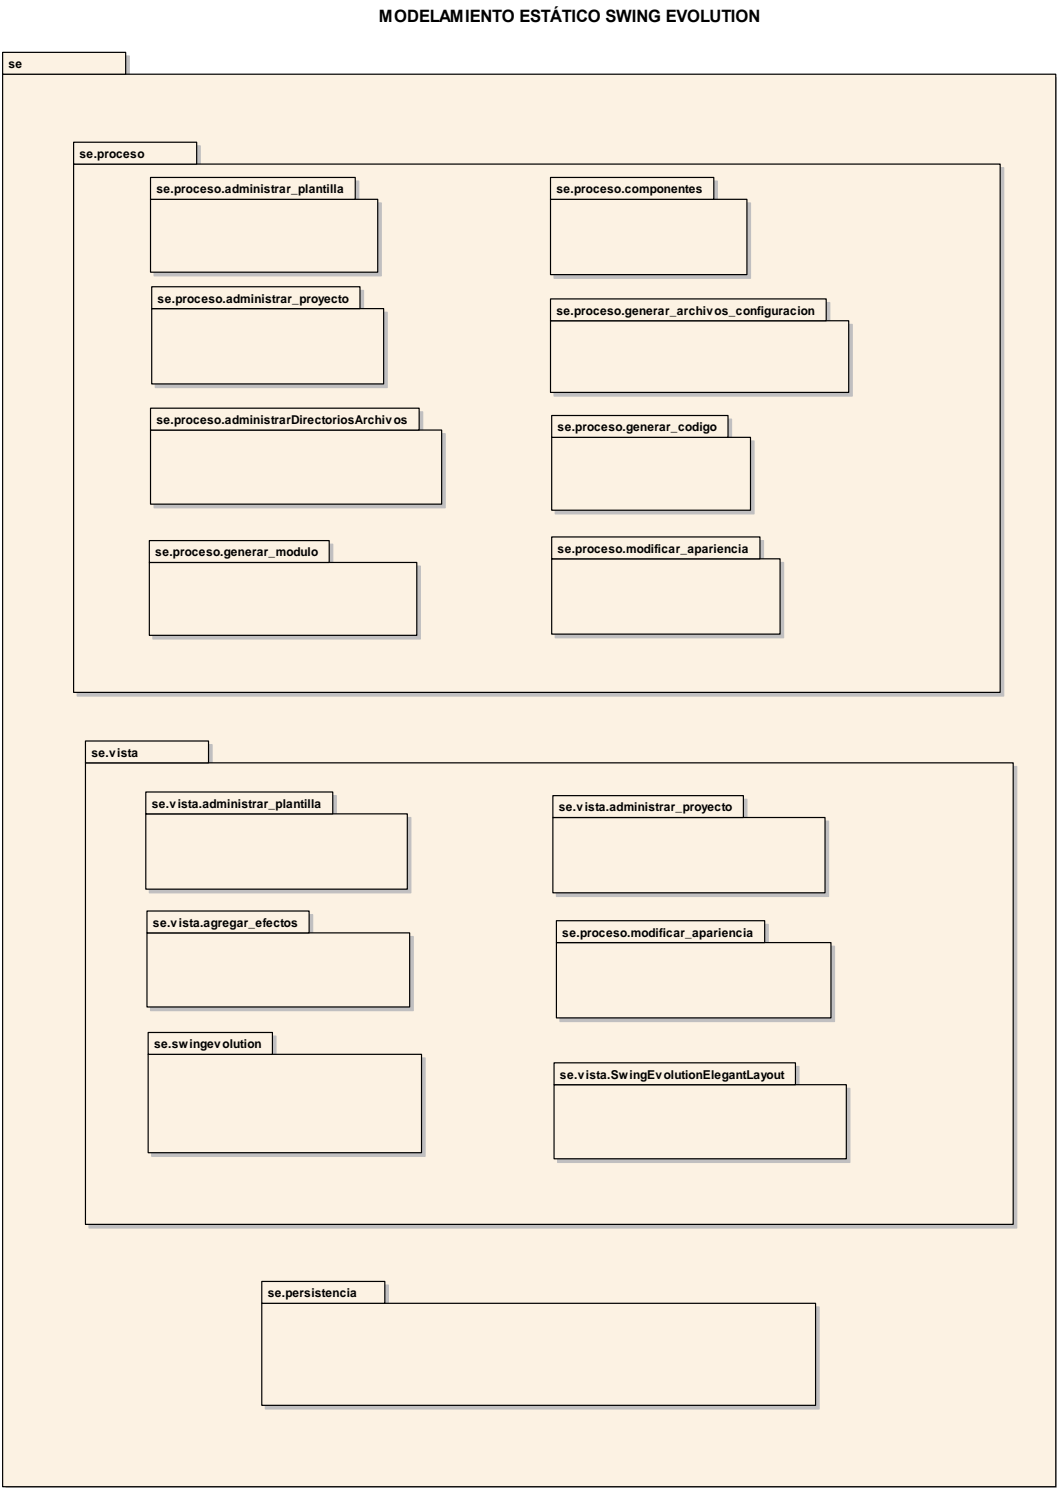 MODELAMIENTO ESTÁTICO SWING EVOLUTION
se
se.proceso
se.proceso.administrar_plantilla
se.proceso.componentes
se.proceso.administrar_proyecto
se.proceso.generar_archivos_configuracion
se.proceso.administrarDirectoriosArchivos
se.proceso.generar_codigo
se.proceso.generar_modulo
se.proceso.modificar_apariencia
se.vista
se.vista.administrar_plantilla
se.vista.administrar_proyecto
se.vista.agregar_efectos
se.proceso.modificar_apariencia
se.swingevolution
se.vista.SwingEvolutionElegantLayout
se.persistencia